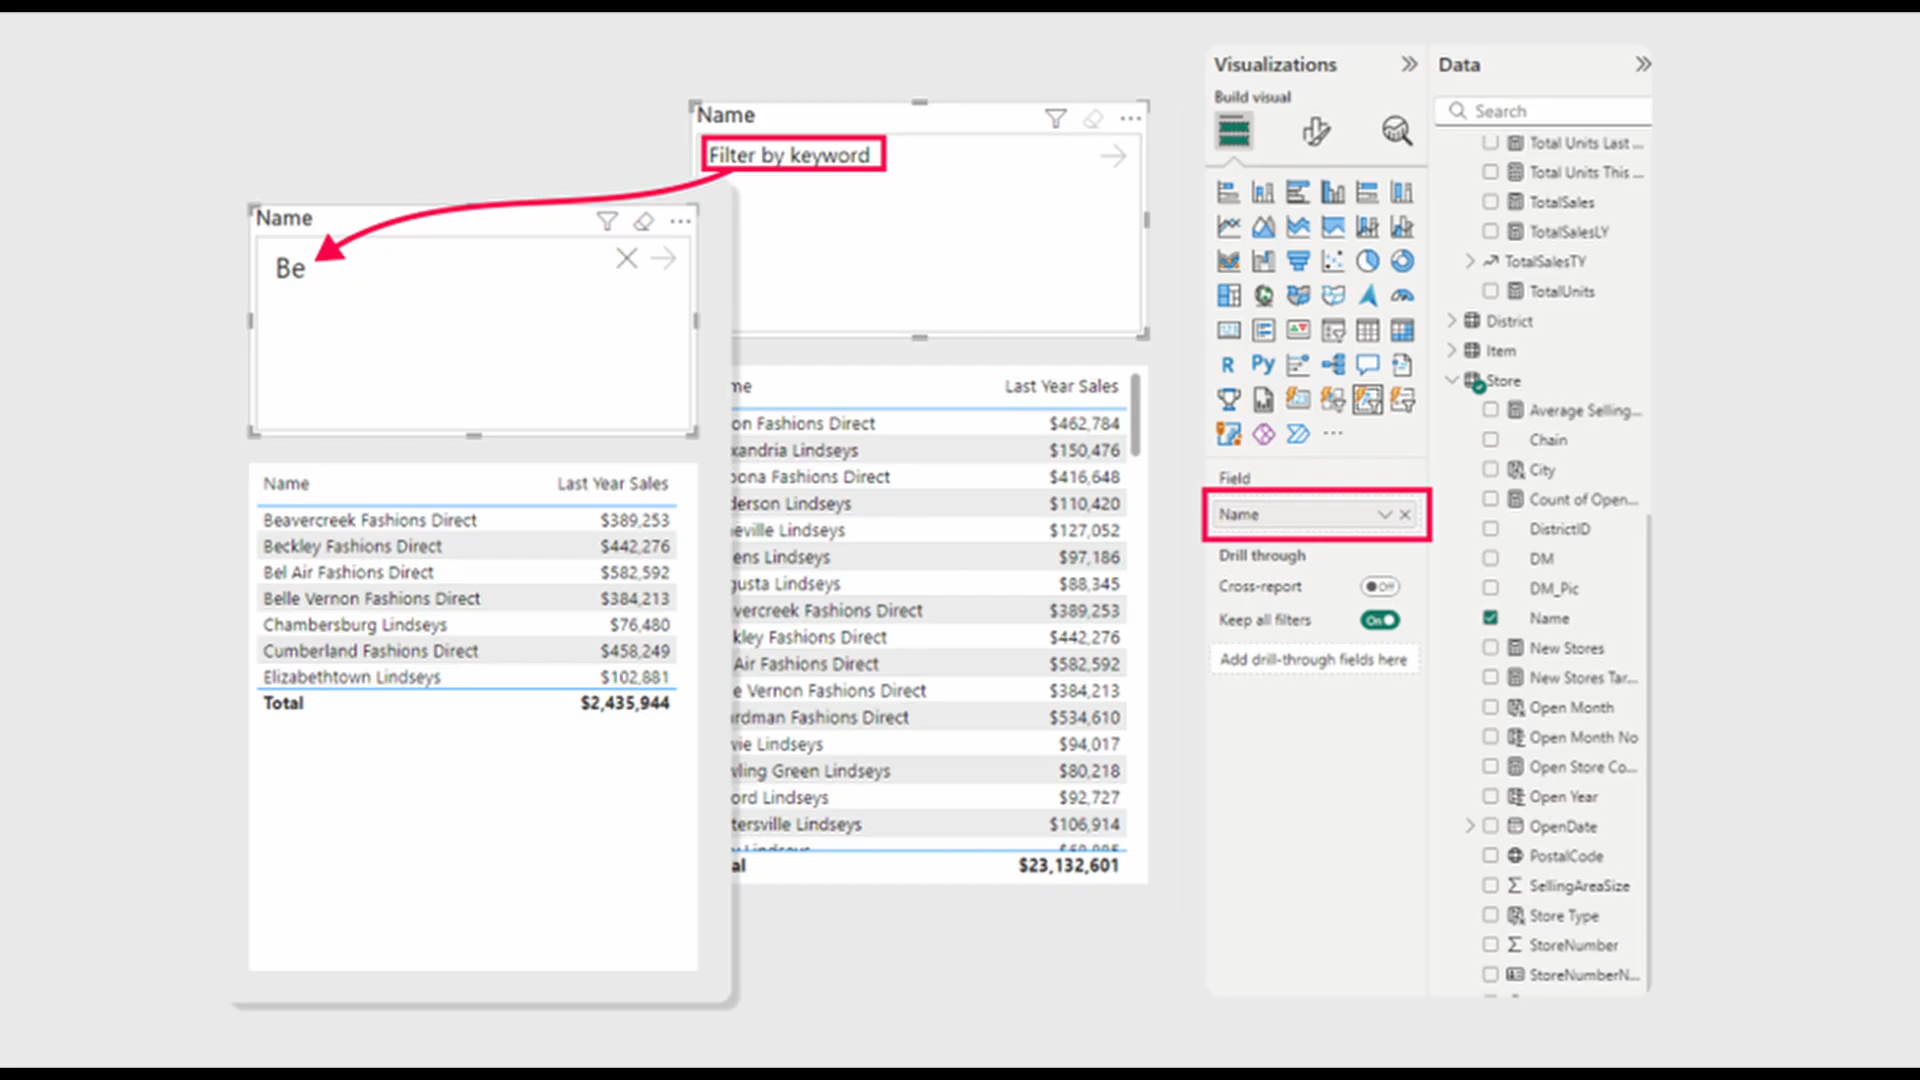 Name
Filter by keyword
Name
Be
Name Last Year Sales
Beavercreek Fashions Direct $389,253
Beckley Fashions Direct $442,276
Bel Air Fashions Direct $582,592
Belle Vernon Fashions Direct $384,213
Chambersburg Lindseys $76,480
Cumberland Fashions Direct $458,249
Elizabethtown Lindseys $102,881
Total $2,435,944
me Last Year Sales
on Fashions Direct $462,784
xandria Lindseys $150,476
oona Fashions Direct $416,648
derson Lindseys $110,420
eville Lindseys $127,052
ens Lindseys $97,186
gusta Lindseys $88,345
vercreek Fashions Direct $389,253
kley Fashions Direct $442,276
Air Fashions Direct $582,592
e Vernon Fashions Direct $384,213
ardman Fashions Direct $534,610
wie Lindseys $94,017
wling Green Lindseys $80,218
ord Lindseys $92,727
tersville Lindseys $106,914
al $23,132,601
Visualizations
Build visual
R Py
123
Field
Name
Drill through
Cross-report Off
Keep all filters On
Add drill-through fields here
Data
Search
Total Units Last ...
Total Units This ...
TotalSales
TotalSalesLY
TotalSalesTY
TotalUnits
District
Item
Store
Average Selling...
Chain
City
Count of Open...
DistrictID
DM
DM_Pic
Name
New Stores
New Stores Tar...
Open Month
Open Month No
Open Store Co...
Open Year
OpenDate
PostalCode
SellingAreaSize
Store Type
StoreNumber
StoreNumberN...